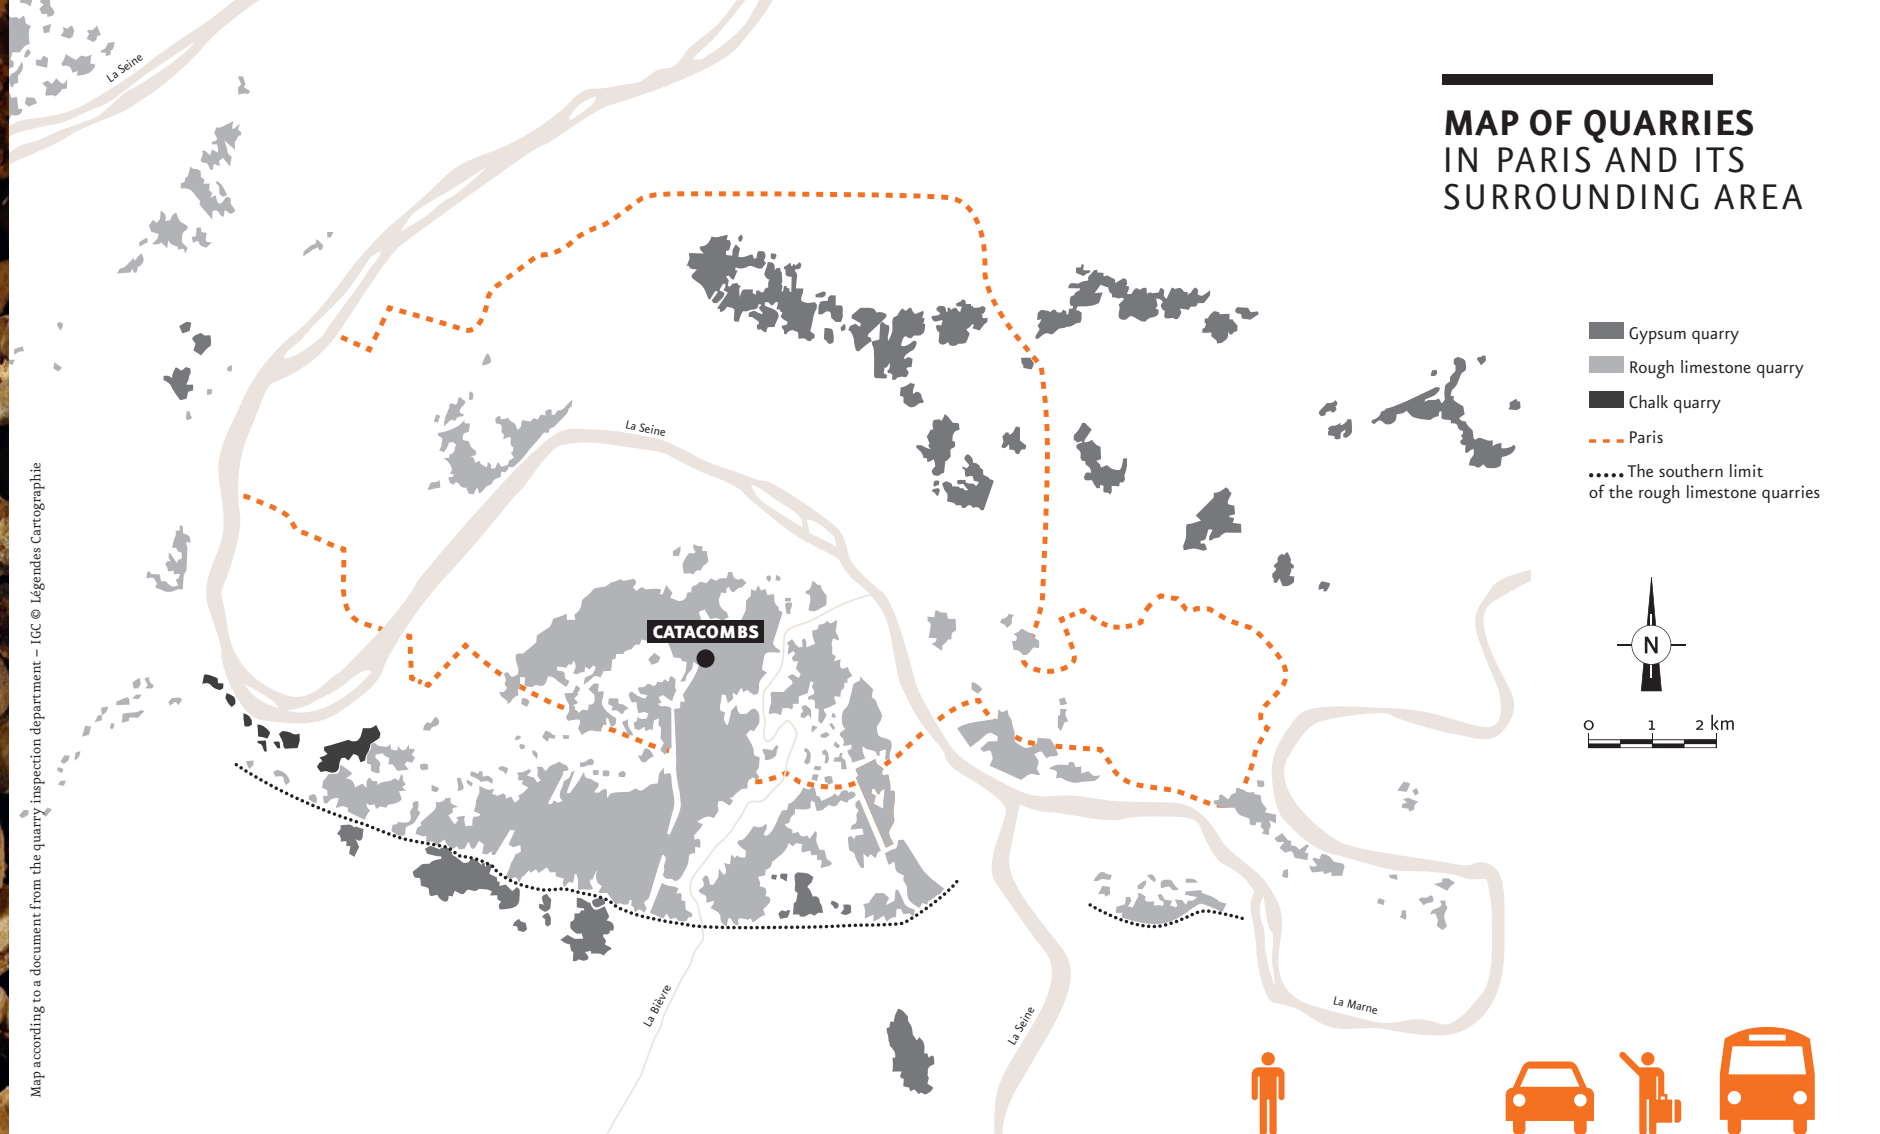 MAP OF QUARRIES
IN PARIS AND ITS
SURROUNDING AREA
Gypsum quarry
Rough limestone quarry
Chalk quarry
Paris
The southern limit
of the rough limestone quarries
N
0 1 2 km
La Seine
La Seine
CATACOMBS
La Bièvre
La Seine
La Marne
Map according to a document from the quarry inspection department – IGC © Légendes Cartographie